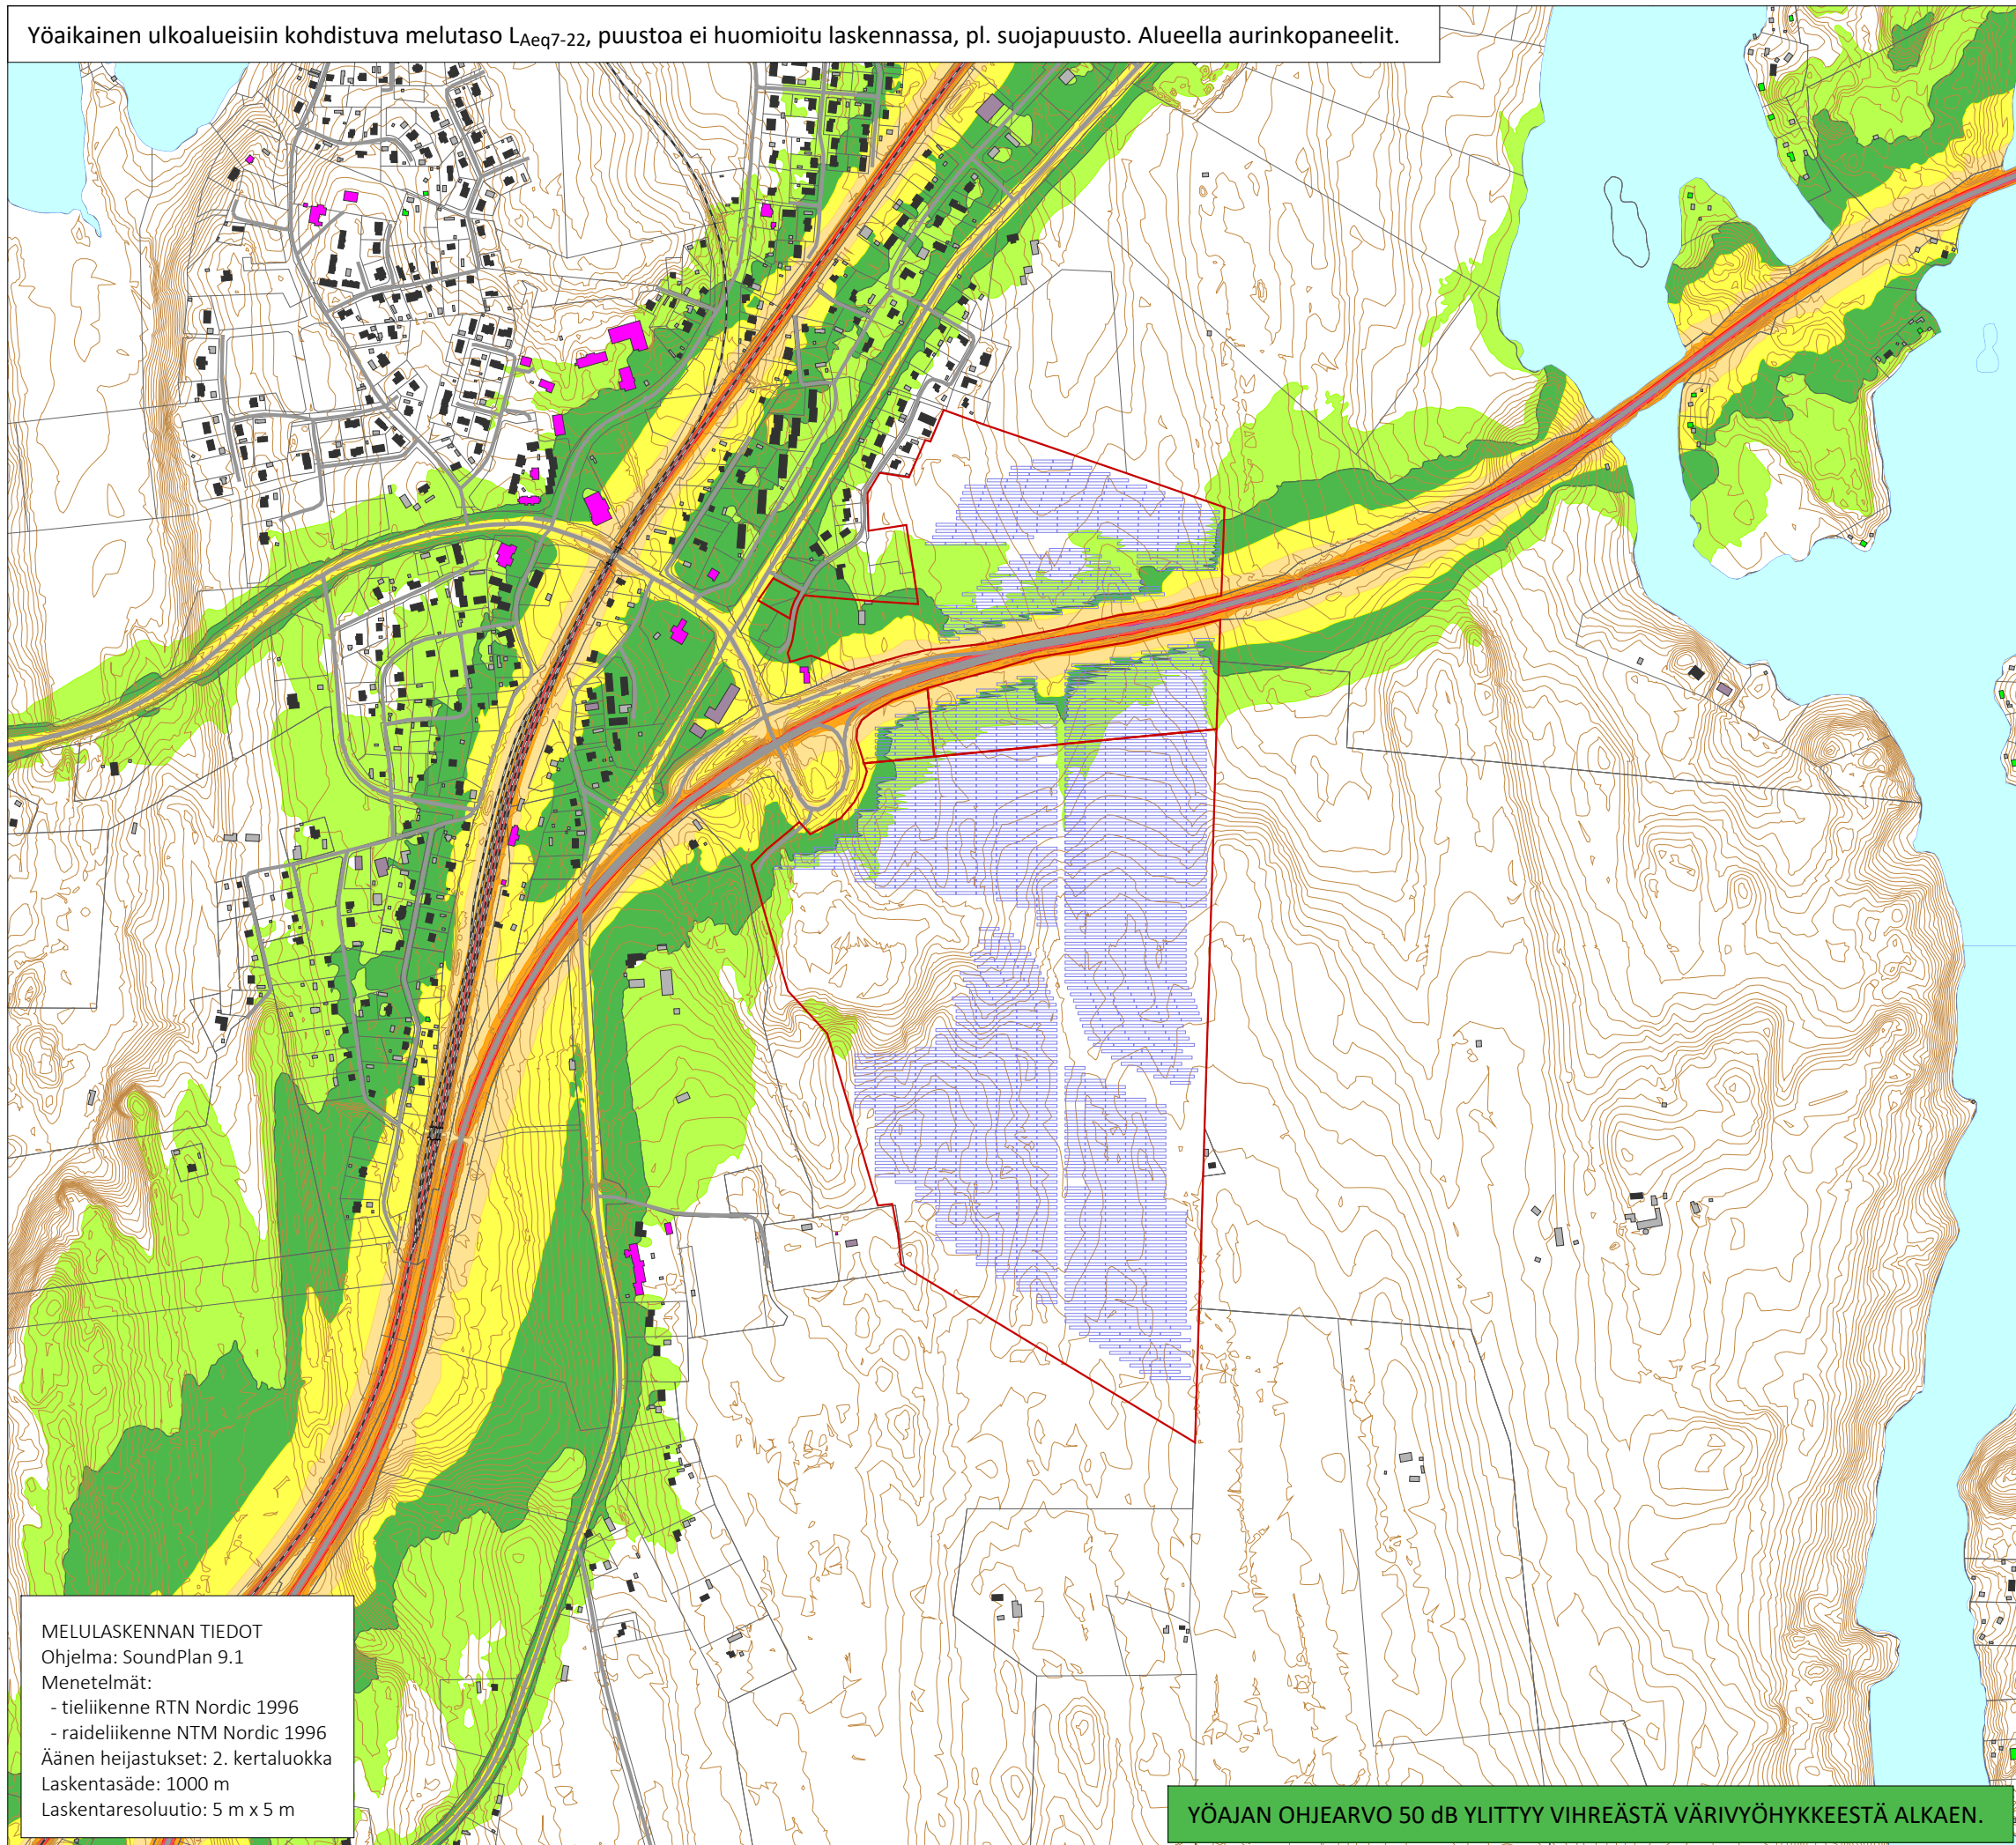 Yöaikainen ulkoalueisiin kohdistuva melutaso LAeq7-22, puustoa ei huomioitu laskennassa, pl. suojapuusto. Alueella aurinkopaneelit.
MELULASKENNAN TIEDOT
Ohjelma: SoundPlan 9.1
Menetelmät:
- tieliikenne RTN Nordic 1996
- raideliikenne NTM Nordic 1996
Äänen heijastukset: 2. kertaluokka
Laskentasäde: 1000 m
Laskentaresoluutio: 5 m x 5 m
YÖAJAN OHJEARVO 50 dB YLITTYY VIHREÄSTÄ VÄRIVYÖHYKKEESTÄ ALKAEN.